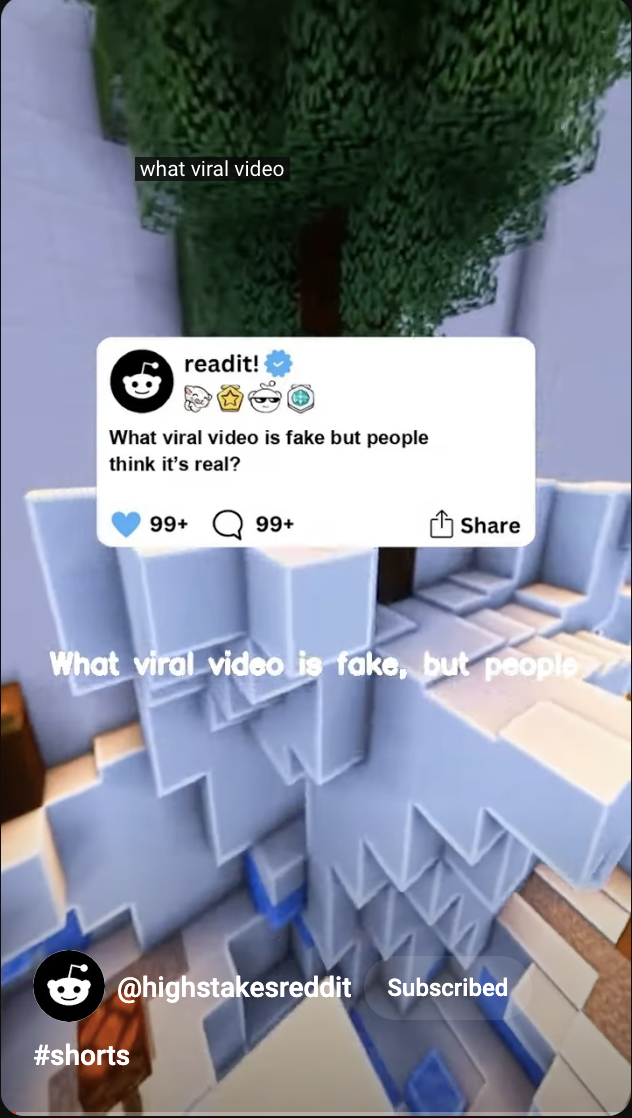 what viral video
readit!
What viral video is fake but people
think it’s real?
99+ 99+ Share
What viral video is fake, but people
@highstakesreddit Subscribed
#shorts